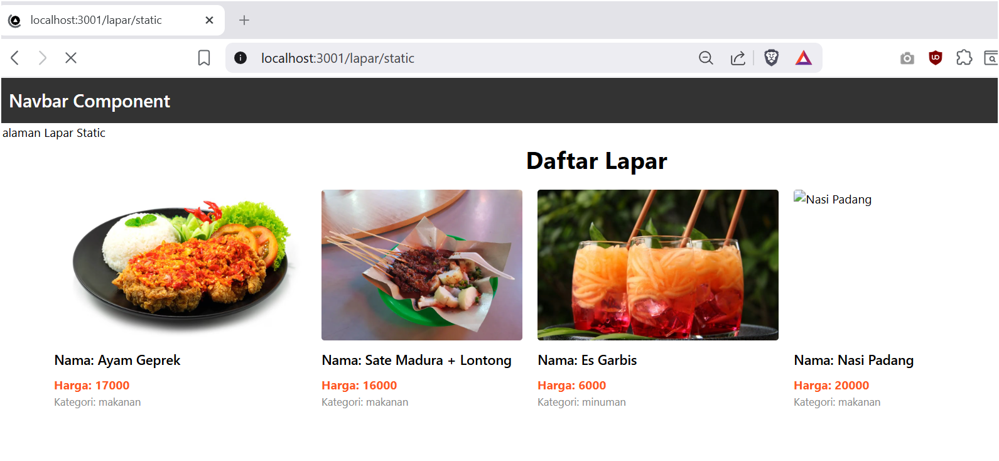 localhost:3001/lapar/static
localhost:3001/lapar/static
Navbar Component
alaman Lapar Static
Daftar Lapar
Nasi Padang
Nama: Ayam Geprek
Harga: 17000
Kategori: makanan
Nama: Sate Madura + Lontong
Harga: 16000
Kategori: makanan
Nama: Es Garbis
Harga: 6000
Kategori: minuman
Nama: Nasi Padang
Harga: 20000
Kategori: makanan